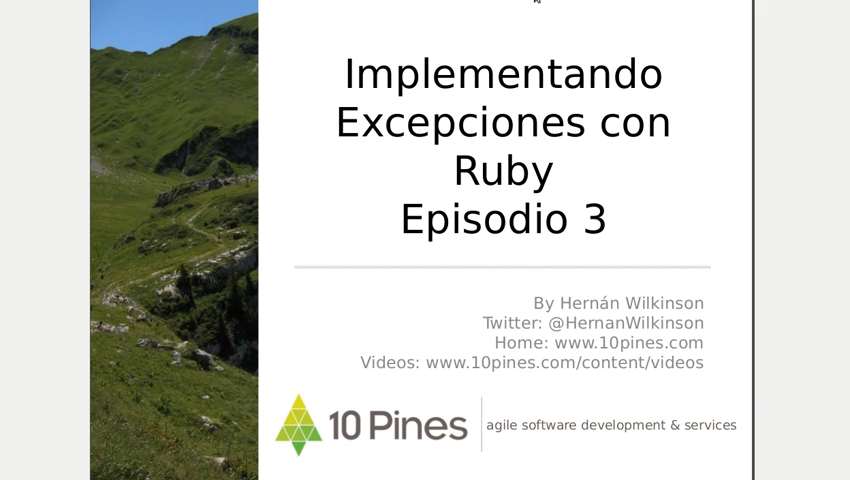 Implementando
Excepciones con
Ruby
Episodio 3
By Hernán Wilkinson
Twitter: @HernanWilkinson
Home: www.10pines.com
Videos: www.10pines.com/content/videos
10 Pines
agile software development & services